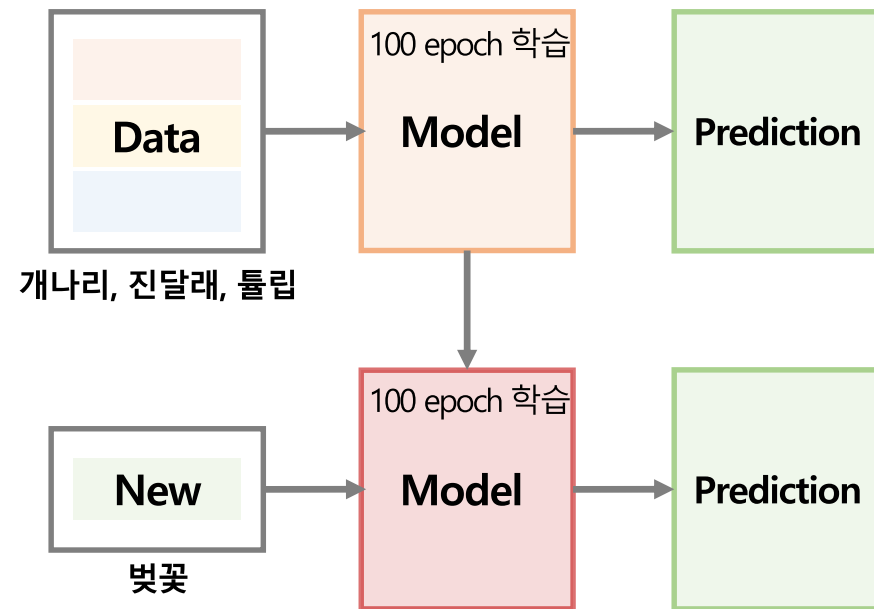 100 epoch 학습
Data
Model
Prediction
개나리, 진달래, 튤립
100 epoch 학습
New
Model
Prediction
벚꽃